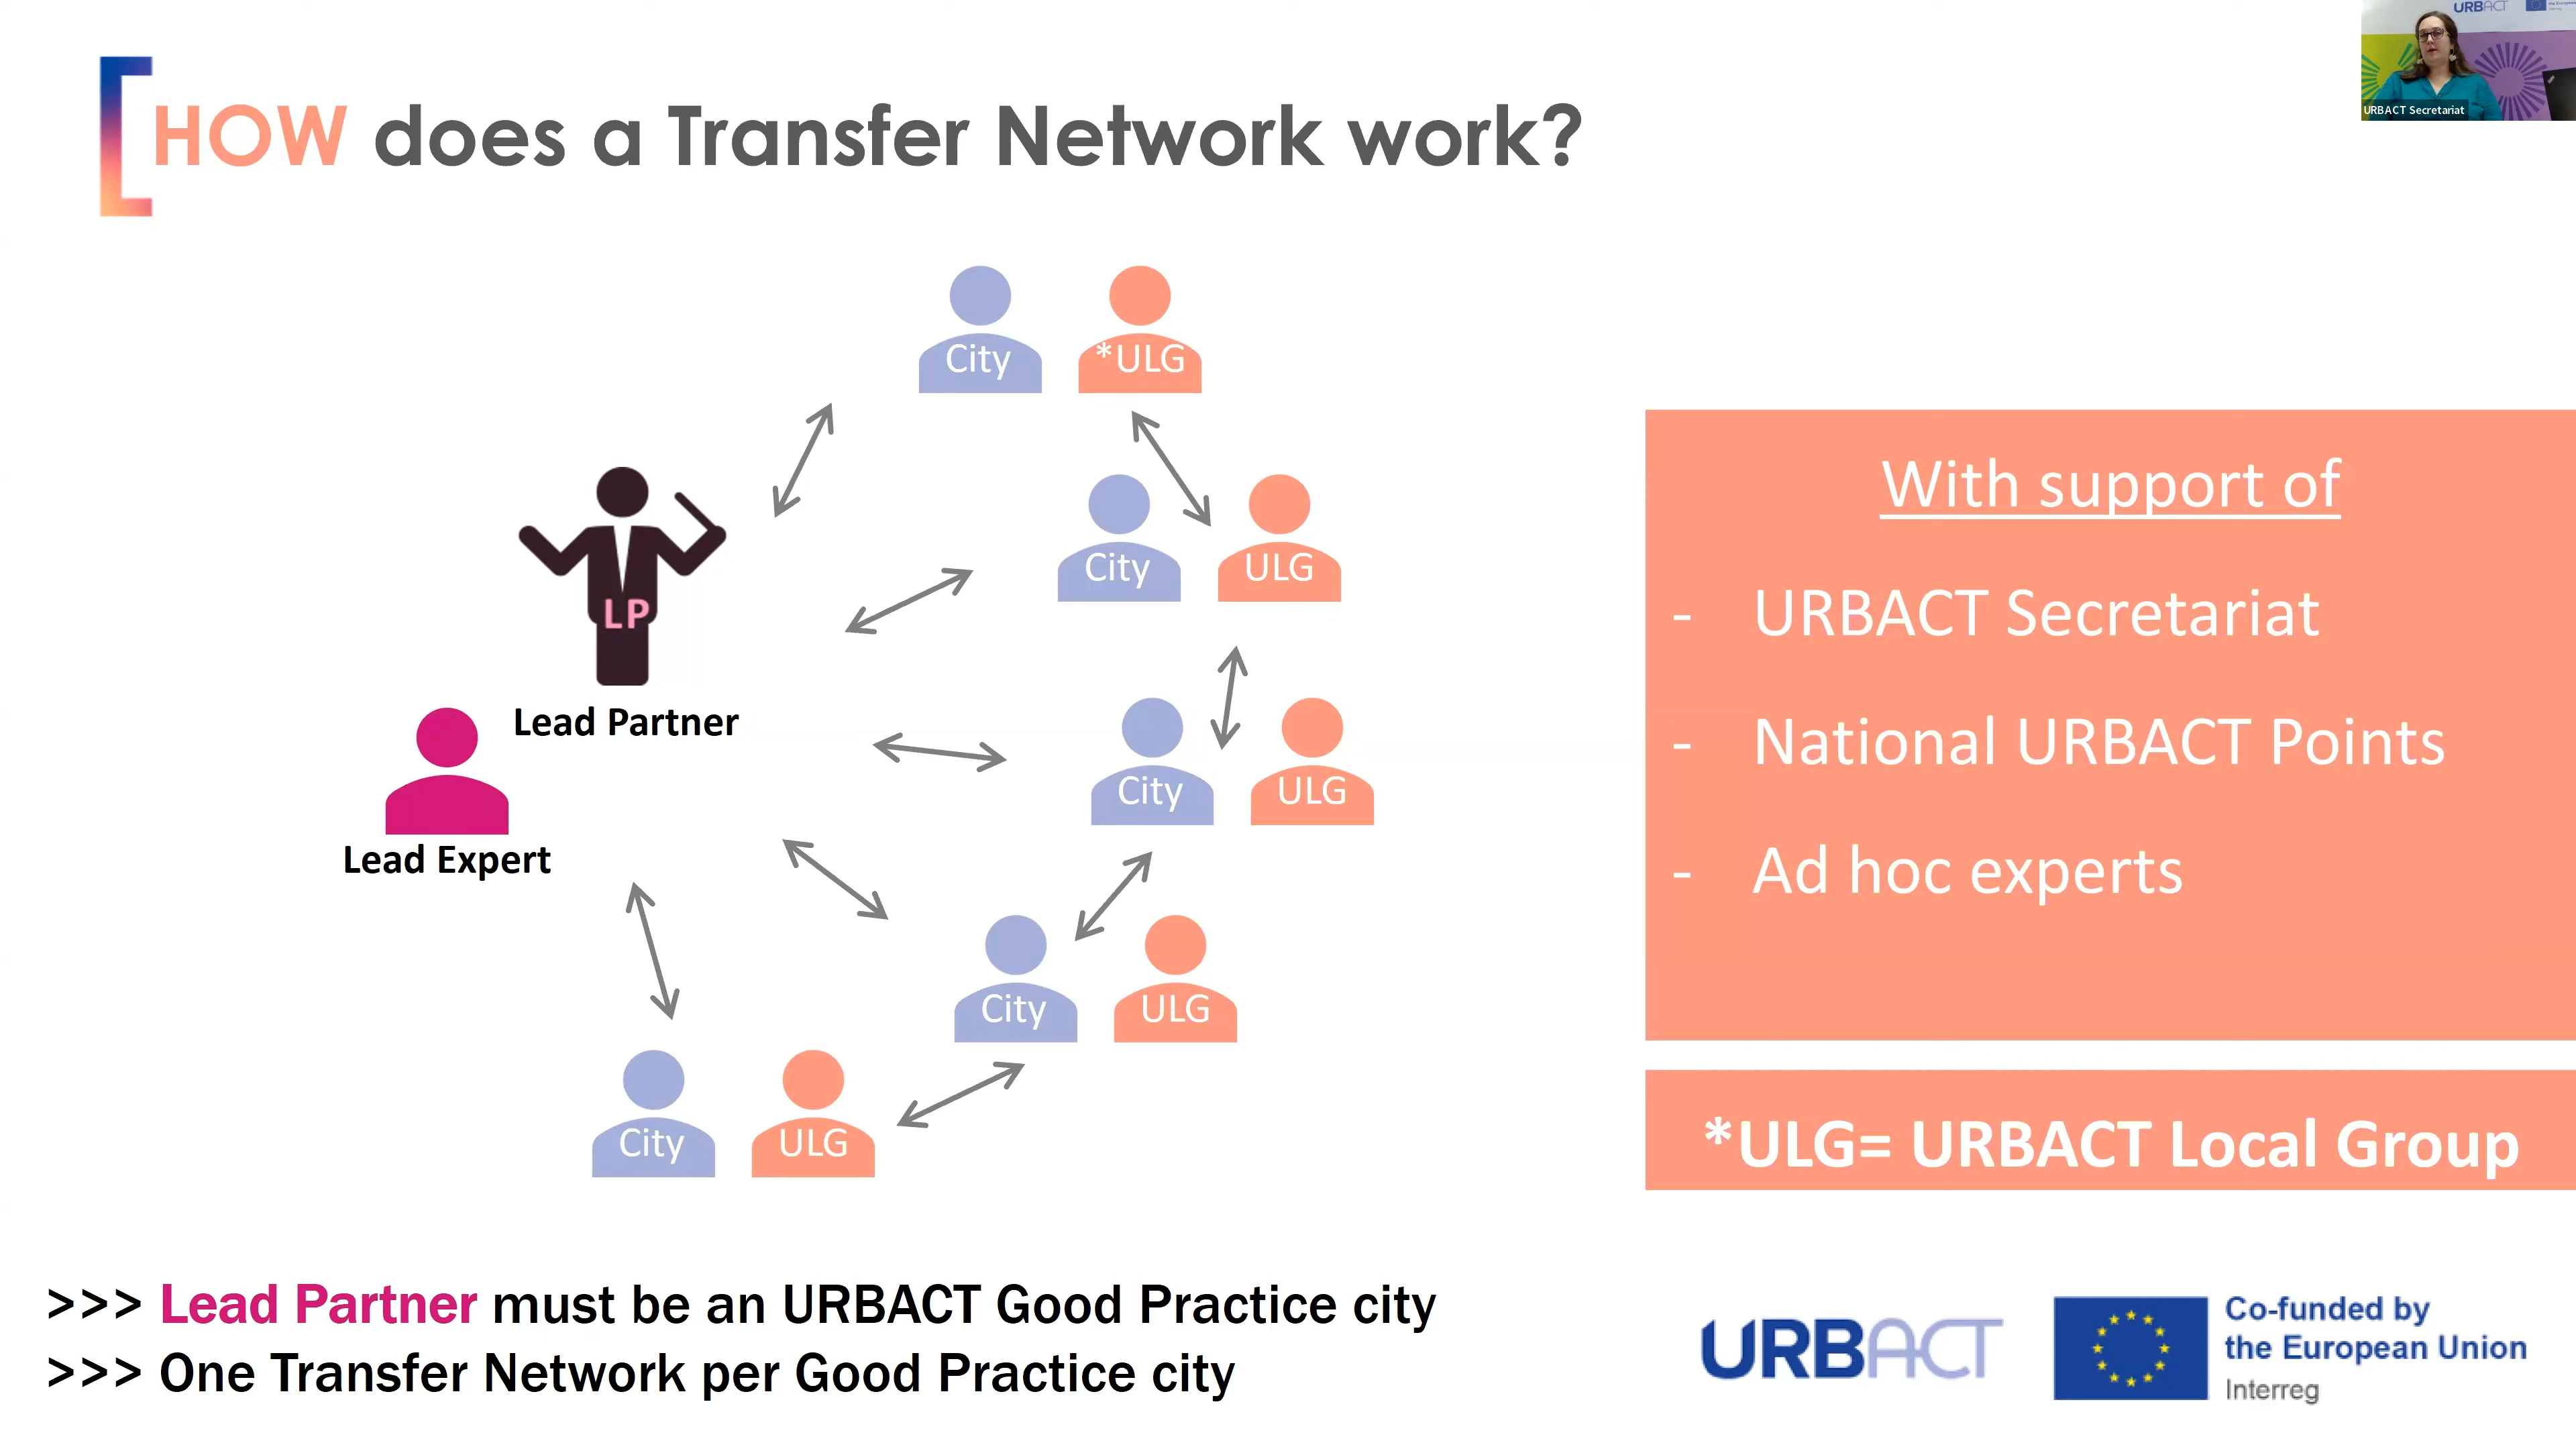 URBACT
URBACT Secretariat
HOW does a Transfer Network work?
City
*ULG
City
ULG
LP
Lead Partner
Lead Expert
City
ULG
City
ULG
City
ULG
With support of
- URBACT Secretariat
- National URBACT Points
- Ad hoc experts
*ULG= URBACT Local Group
>>> Lead Partner must be an URBACT Good Practice city
>>> One Transfer Network per Good Practice city
URBACT
Co-funded by
the European Union
Interreg